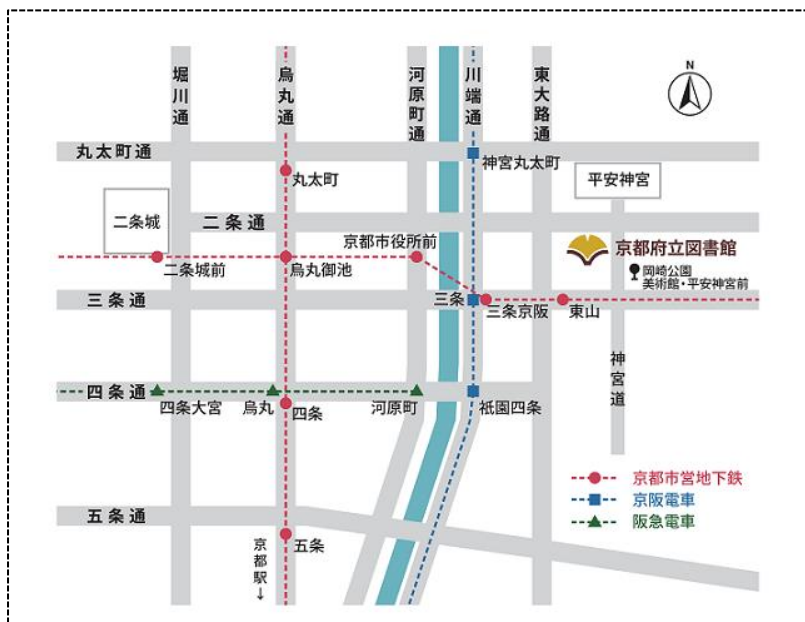 堀川通
烏丸通
河原町通
川端通
東大路通
N
丸太町通
神宮丸太町
丸太町
平安神宮
二条城
二条通
京都市役所前
京都府立図書館
二条城前
烏丸御池
岡崎公園
美術館・平安神宮前
三条通
三条
三条京阪
東山
神宮道
四条通
四条大宮
烏丸
四条
河原町
祇園四条
京都市営地下鉄
京阪電車
阪急電車
五条通
五条
京都駅↓